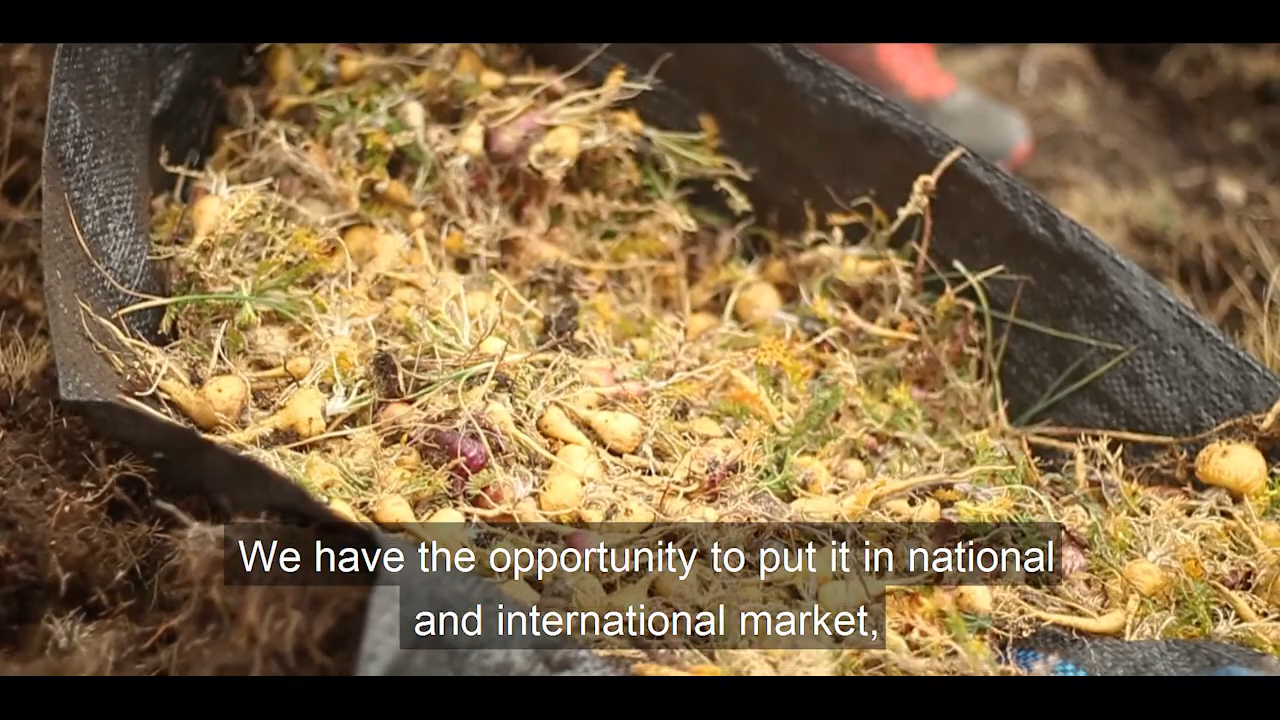 We have the opportunity to put it in national
and international market,